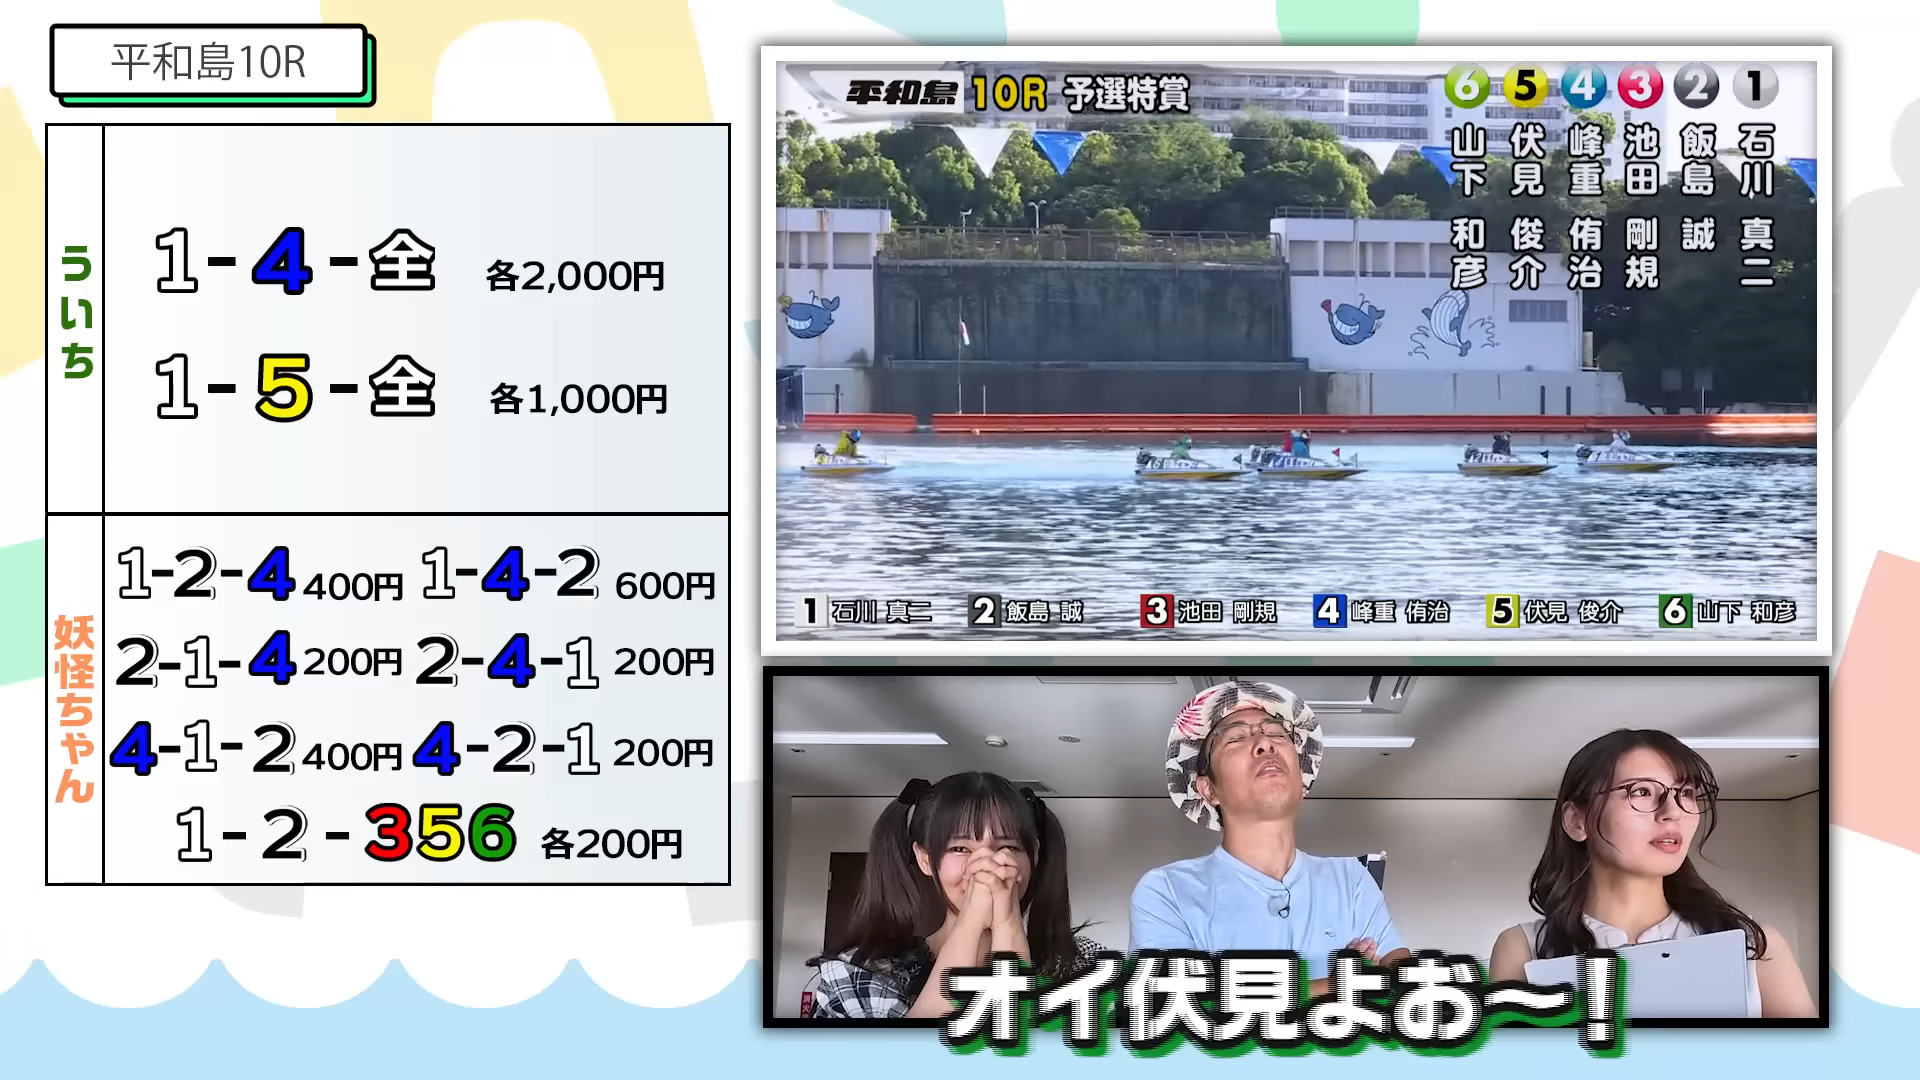 平和島10R
ういち
1-4-全 各2,000円
1-5-全 各1,000円
妖怪ちゃん
1-2-4 400円 1-4-2 600円
2-1-4 200円 2-4-1 200円
4-1-2 400円 4-2-1 200円
1-2-356 各200円
平和島 10R 予選特賞
6 5 4 3 2 1
山下 和彦
伏見 俊介
峰重 侑治
池田 剛規
飯島 誠
石川 真二
1 石川 真二 2 飯島 誠 3 池田 剛規 4 峰重 侑治 5 伏見 俊介 6 山下 和彦
オイ伏見よお〜！